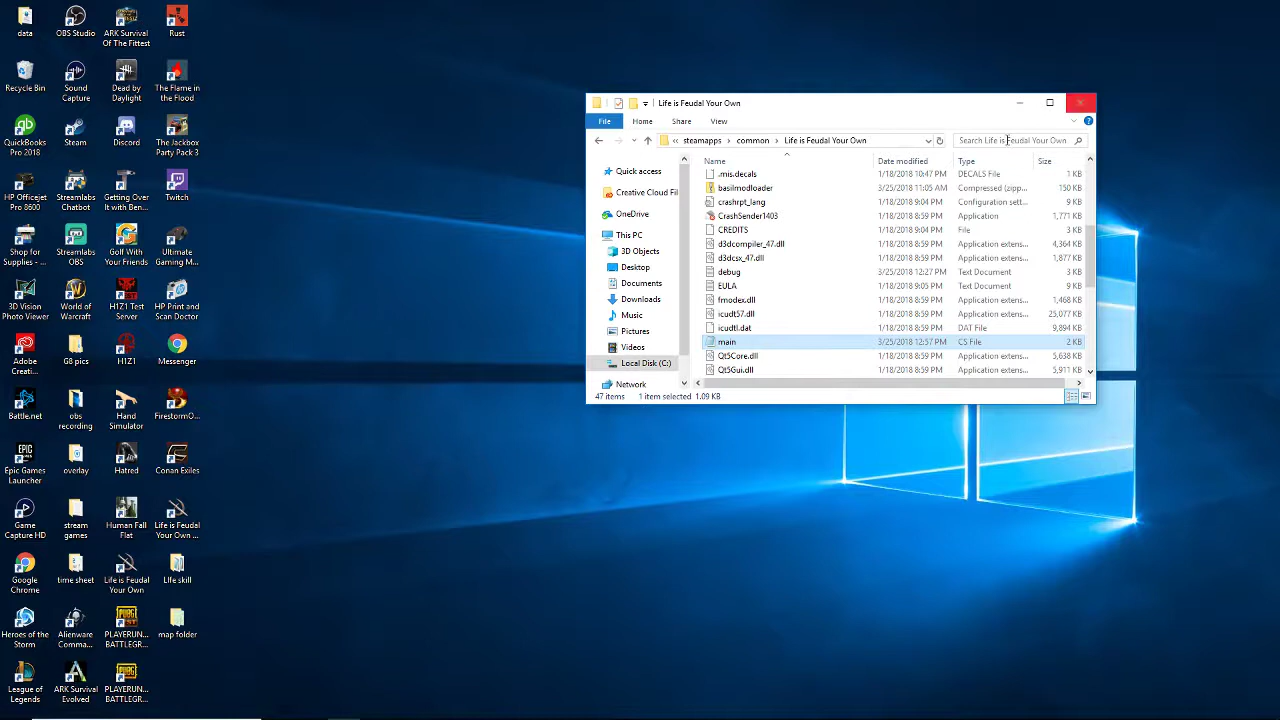 data
OBS Studio
ARK Survival
Of The Fittest
Rust
Recycle Bin
Sound
Capture
Dead by
Daylight
The Flame in
the Flood
QuickBooks
Pro 2018
Steam
Discord
The Jackbox
Party Pack 3
HP Officejet
Pro 8600
Streamlabs
Chatbot
Getting Over
It with Ben...
Twitch
Shop for
Supplies - ...
Streamlabs
OBS
Golf With
Your Friends
Ultimate
Gaming M...
3D Vision
Photo Viewer
World of
Warcraft
H1Z1 Test
Server
HP Print and
Scan Doctor
Adobe
Creati...
G8 pics
H1Z1
Messenger
Battle.net
obs
recording
Hand
Simulator
FirestormO...
Epic Games
Launcher
overlay
Hatred
Conan Exiles
Game
Capture HD
stream
games
Human Fall
Flat
Life is Feudal
Your Own ...
Google
Chrome
time sheet
Life is Feudal
Your Own
LIfe skill
Heroes of the
Storm
Alienware
Comma...
PLAYERUN...
BATTLEGR...
map folder
League of
Legends
ARK Survival
Evolved
PLAYERUN...
BATTLEGR...
Life is Feudal Your Own
File Home Share View
« steamapps › common › Life is Feudal Your Own
Search Life is Feudal Your Own
Quick access
Creative Cloud Fil
OneDrive
This PC
3D Objects
Desktop
Documents
Downloads
Music
Pictures
Videos
Local Disk (C:)
Network
Name Date modified Type Size
.mis.decals 1/18/2018 10:47 PM DECALS File 1 KB
basilmodloader 3/25/2018 11:05 AM Compressed (zipp... 150 KB
crashrpt_lang 1/18/2018 9:04 PM Configuration sett... 9 KB
CrashSender1403 1/18/2018 8:59 PM Application 1,771 KB
CREDITS 1/18/2018 9:04 PM File 3 KB
d3dcompiler_47.dll 1/18/2018 8:59 PM Application extens... 4,364 KB
d3dcsx_47.dll 1/18/2018 8:59 PM Application extens... 1,877 KB
debug 3/25/2018 12:27 PM Text Document 3 KB
EULA 1/18/2018 9:05 PM Text Document 9 KB
fmodex.dll 1/18/2018 8:59 PM Application extens... 1,468 KB
icudt57.dll 1/18/2018 8:59 PM Application extens... 25,077 KB
icudtl.dat 1/18/2018 8:59 PM DAT File 9,894 KB
main 3/25/2018 12:57 PM CS File 2 KB
Qt5Core.dll 1/18/2018 8:59 PM Application extens... 5,638 KB
Qt5Gui.dll 1/18/2018 8:59 PM Application extens... 5,911 KB
47 items 1 item selected 1.09 KB